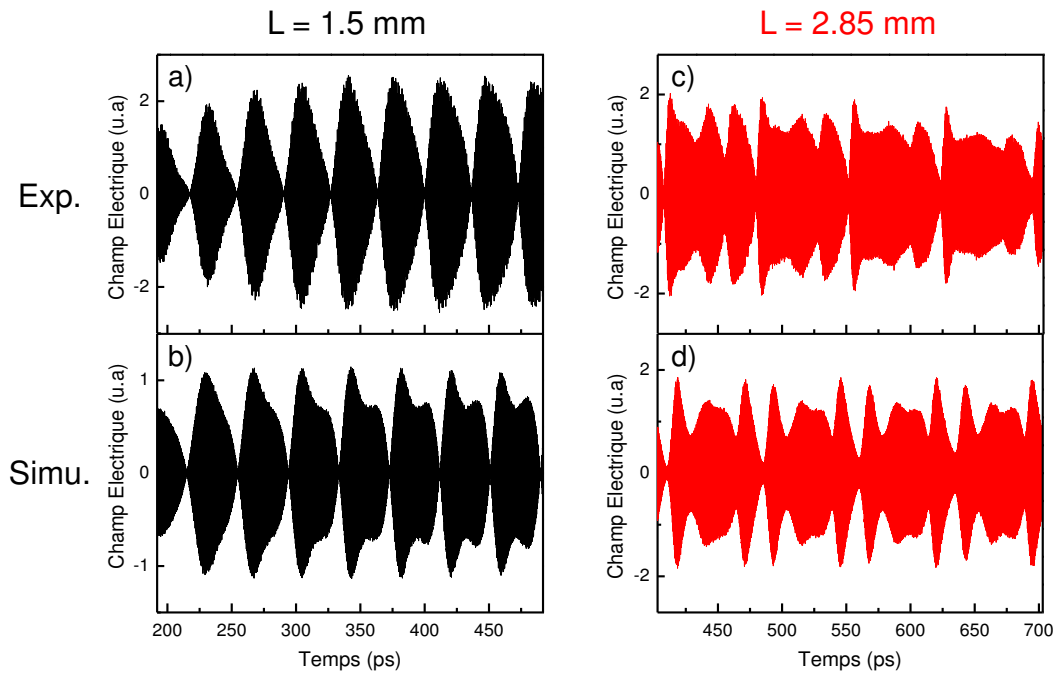 L = 1.5 mm
L = 2.85 mm
Exp.
Simu.
a)
Champ Electrique (u.a)
2
0
-2
c)
Champ Electrique (u.a)
2
0
-2
b)
Champ Electrique (u.a)
1
0
-1
200 250 300 350 400 450
Temps (ps)
d)
Champ Electrique (u.a)
2
0
-2
450 500 550 600 650 700
Temps (ps)